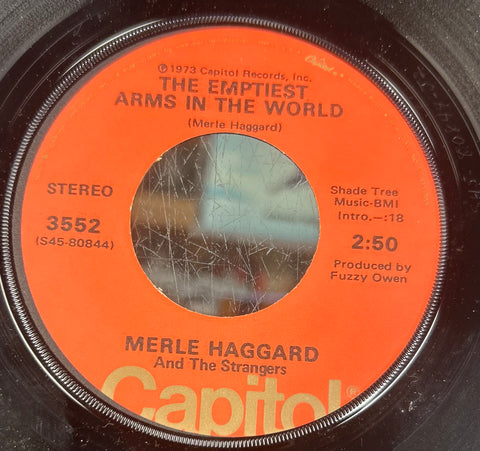 Capitol
℗1973 Capitol Records, Inc.
THE EMPTIEST
ARMS IN THE WORLD
(Merle Haggard)
STEREO
3552
(S45-80844)
Shade Tree
Music-BMI
Intro.–:18
2:50
Produced by
Fuzzy Owen
MERLE HAGGARD
And The Strangers
Capitol®